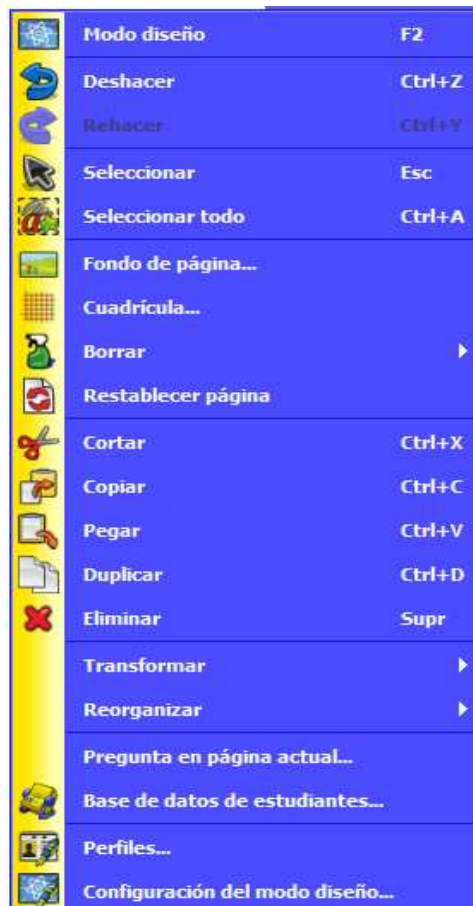 Modo diseño F2
Deshacer Ctrl+Z
Rehacer Ctrl+Y
Seleccionar Esc
Seleccionar todo Ctrl+A
Fondo de página...
Cuadrícula...
Borrar
Restablecer página
Cortar Ctrl+X
Copiar Ctrl+C
Pegar Ctrl+V
Duplicar Ctrl+D
Eliminar Supr
Transformar
Reorganizar
Pregunta en página actual...
Base de datos de estudiantes...
Perfiles...
Configuración del modo diseño...